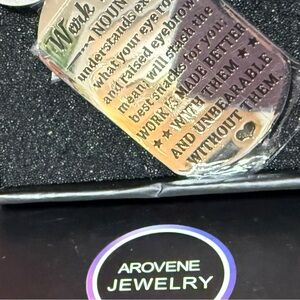 Work
NOUN
understands ex
what your eye ro
and raised eyebrow
mean, will stash the
best snacks for you;
WORK IS MADE BETTER
WITH THEM
AND UNBEARABLE
WITHOUT THEM
AROVENE
JEWELRY